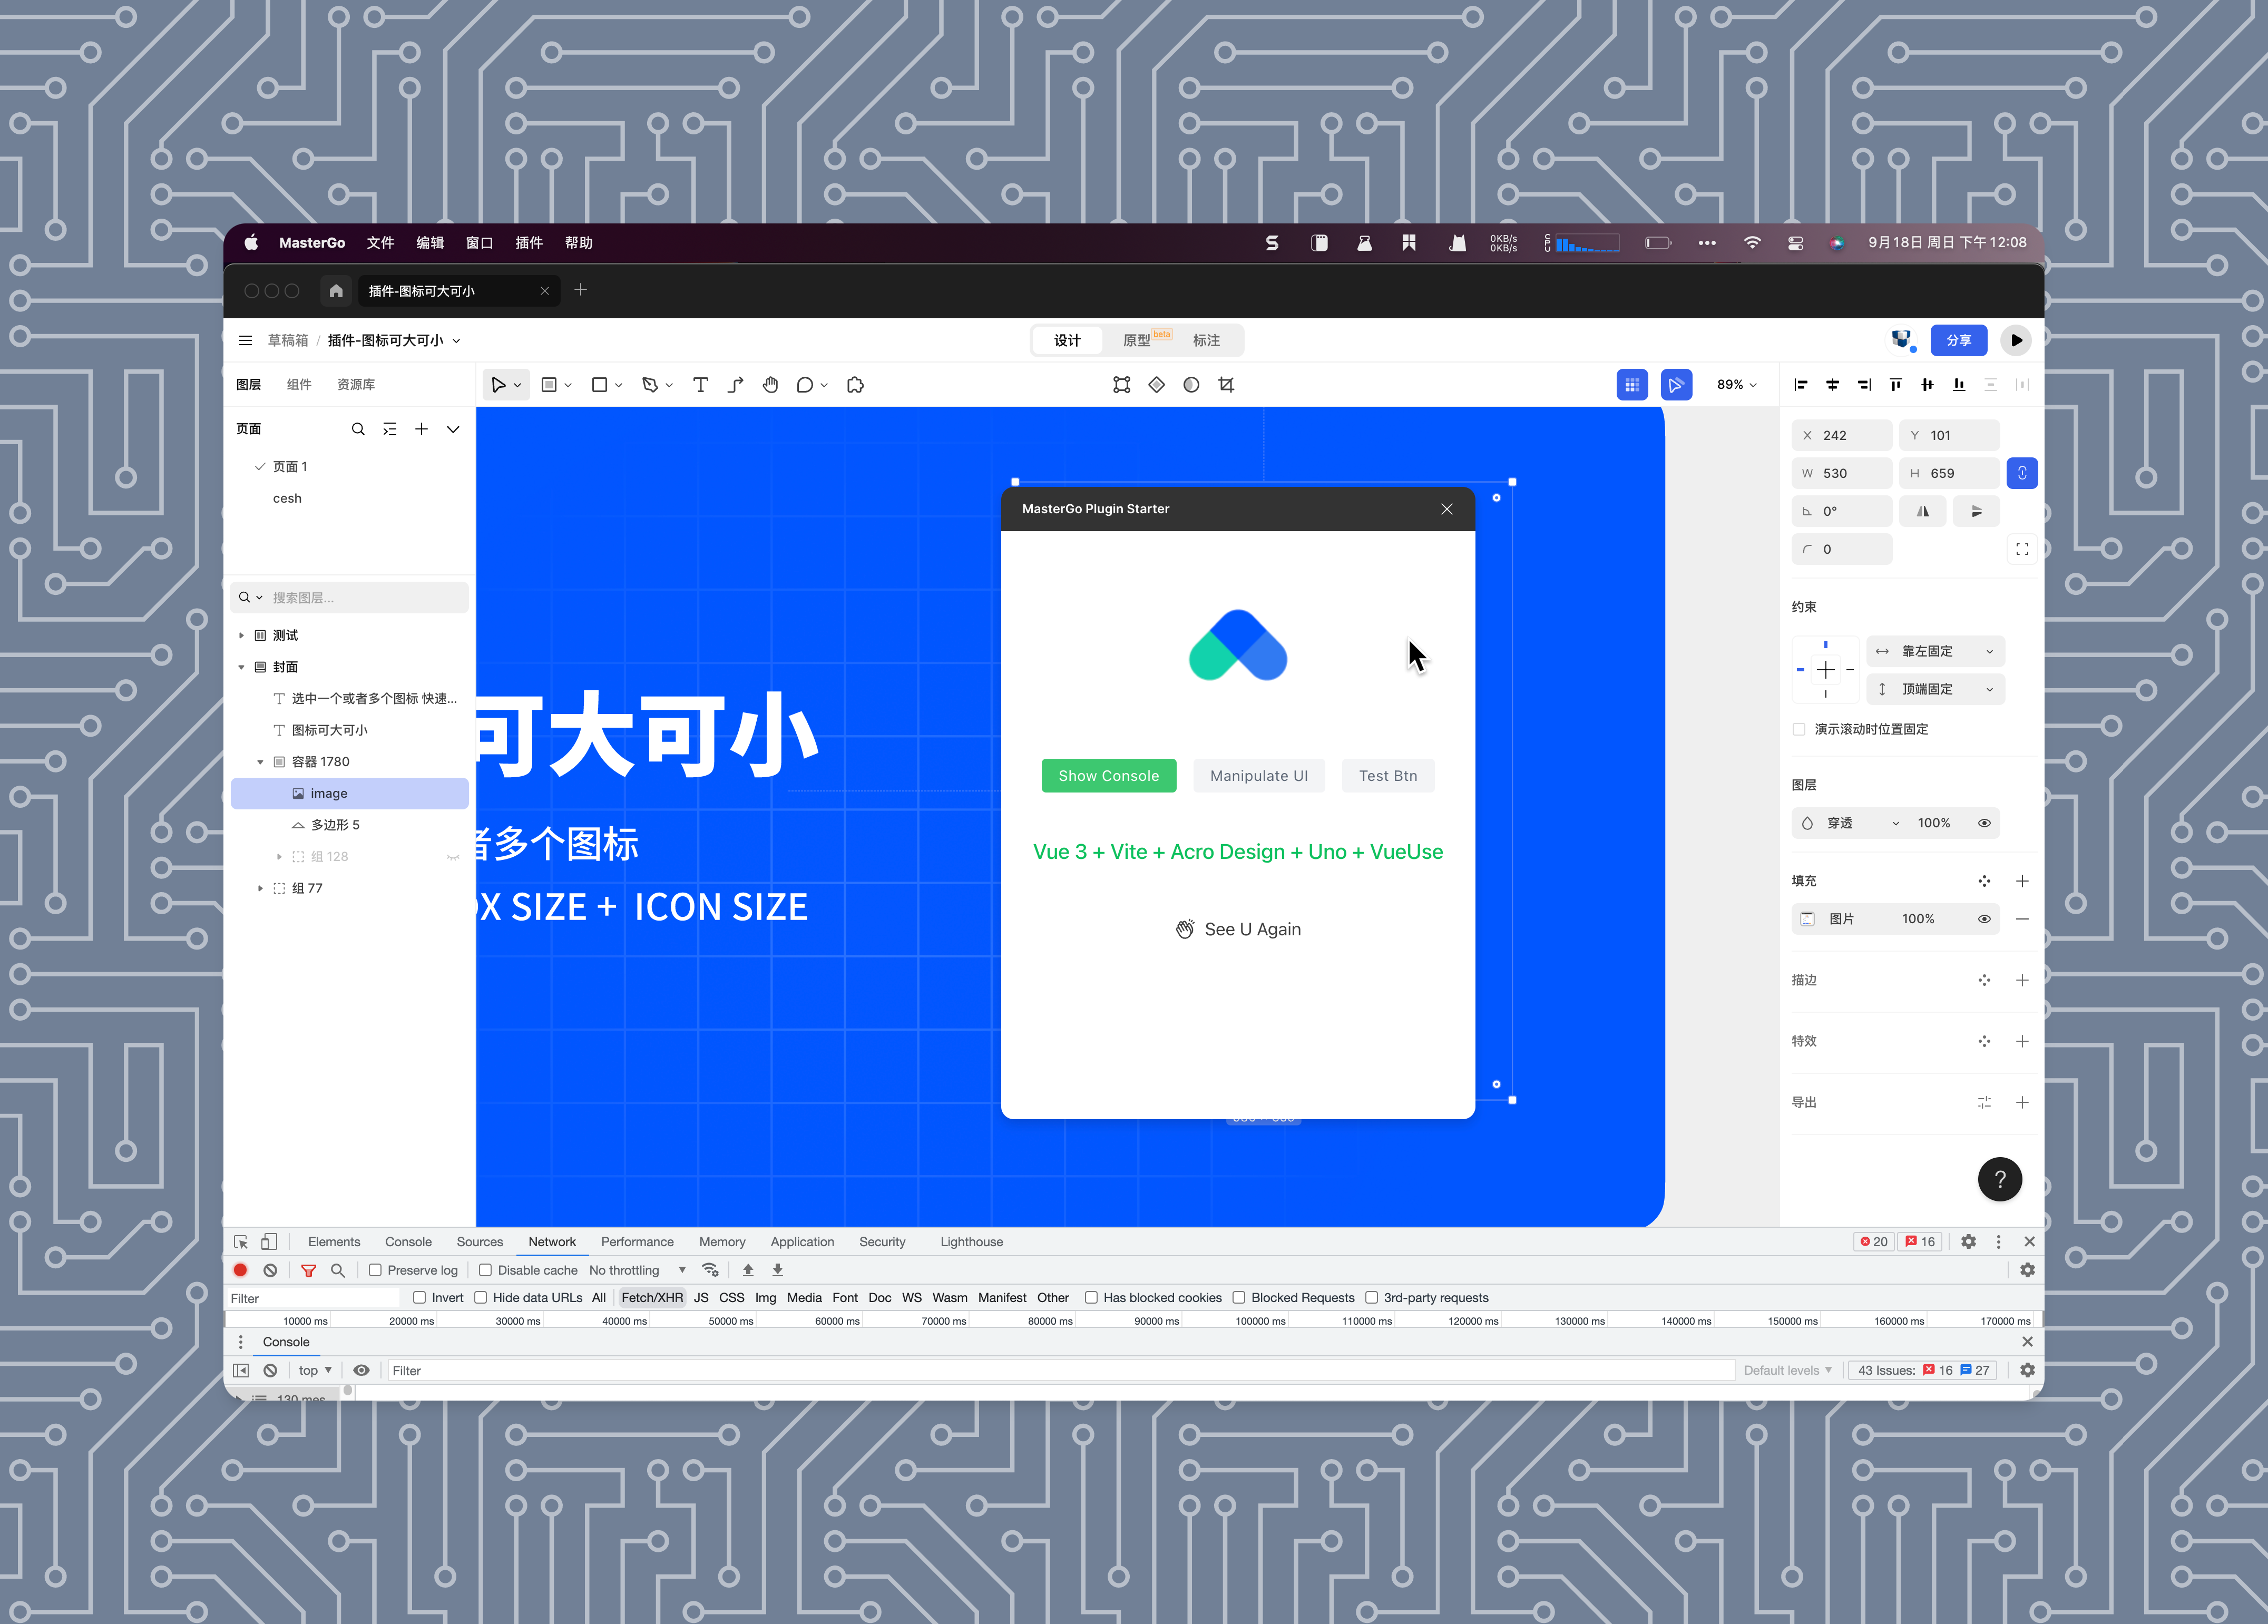 MasterGo 文件 编辑 窗口 插件 帮助
0KB/s
0KB/s
CPU
9月18日 周日 下午12:08
插件-图标可大可小
草稿箱 / 插件-图标可大可小
设计 原型 beta 标注
分享
图层 组件 资源库
89%
页面
页面 1
cesh
搜索图层...
测试
封面
选中一个或者多个图标 快速...
图标可大可小
容器 1780
image
多边形 5
组 128
组 77
可大可小
者多个图标
OX SIZE + ICON SIZE
MasterGo Plugin Starter
Show Console Manipulate UI Test Btn
Vue 3 + Vite + Acro Design + Uno + VueUse
See U Again
X 242 Y 101
W 530 H 659
0°
0
约束
靠左固定
顶端固定
演示滚动时位置固定
图层
穿透 100%
填充
图片 100%
描边
特效
导出
?
Elements Console Sources Network Performance Memory Application Security Lighthouse 20 16
Preserve log Disable cache No throttling
Filter Invert Hide data URLs All Fetch/XHR JS CSS Img Media Font Doc WS Wasm Manifest Other Has blocked cookies Blocked Requests 3rd-party requests
10000 ms 20000 ms 30000 ms 40000 ms 50000 ms 60000 ms 70000 ms 80000 ms 90000 ms 100000 ms 110000 ms 120000 ms 130000 ms 140000 ms 150000 ms 160000 ms 170000 ms
Console
top Filter Default levels 43 Issues: 16 27